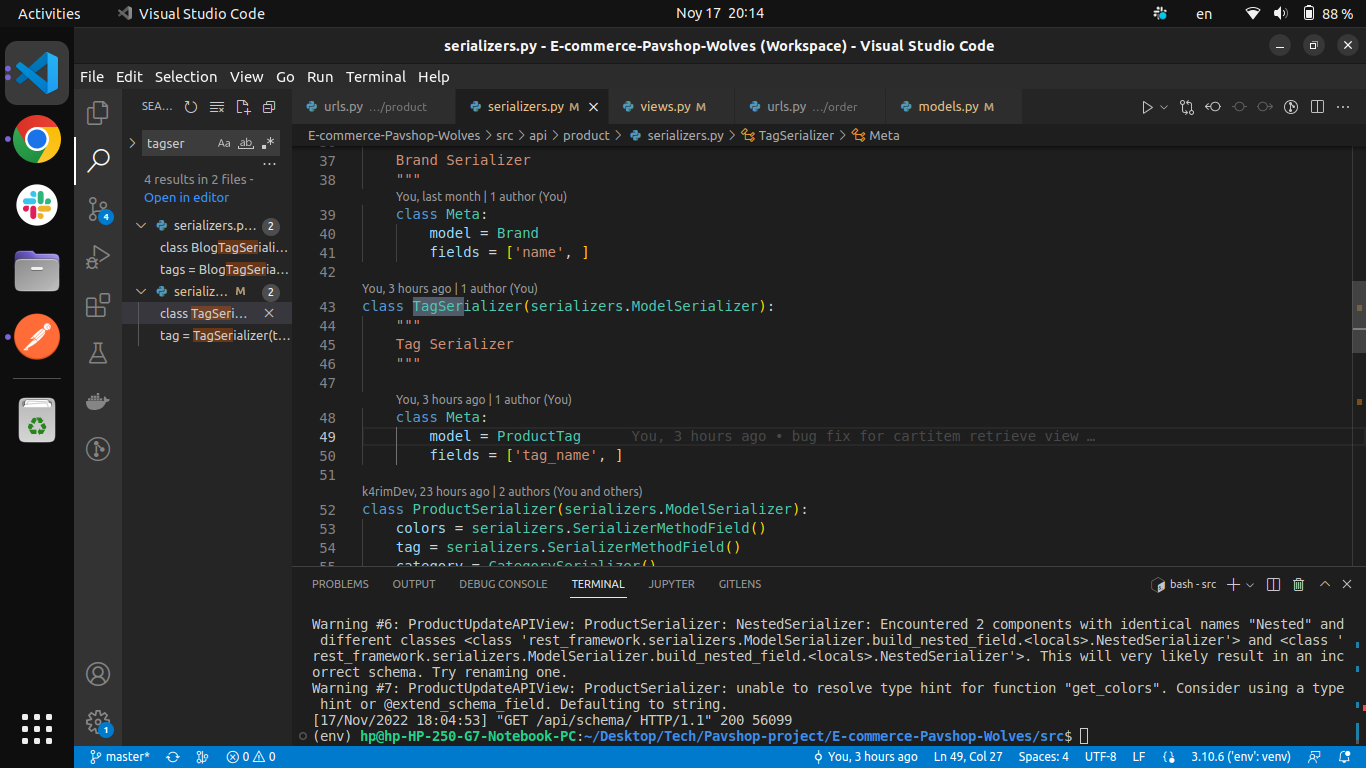 Activities
Visual Studio Code
Noy 17 20:14
en
88 %
serializers.py - E-commerce-Pavshop-Wolves (Workspace) - Visual Studio Code
File Edit Selection View Go Run Terminal Help
SEA...
urls.py .../product
serializers.py M
views.py M
urls.py .../order
models.py M
tagser
Aa ab .*
4 results in 2 files -
Open in editor
serializers.p... 2
class BlogTagSeriali...
tags = BlogTagSeria...
serializ... M 2
class TagSeri...
tag = TagSerializer(t...
4
1
E-commerce-Pavshop-Wolves > src > api > product > serializers.py > TagSerializer > Meta
37 Brand Serializer
38 """
You, last month | 1 author (You)
39 class Meta:
40 model = Brand
41 fields = ['name', ]
42
You, 3 hours ago | 1 author (You)
43 class TagSerializer(serializers.ModelSerializer):
44 """
45 Tag Serializer
46 """
47
You, 3 hours ago | 1 author (You)
48 class Meta:
49 model = ProductTag You, 3 hours ago • bug fix for cartitem retrieve view …
50 fields = ['tag_name', ]
51
k4rimDev, 23 hours ago | 2 authors (You and others)
52 class ProductSerializer(serializers.ModelSerializer):
53 colors = serializers.SerializerMethodField()
54 tag = serializers.SerializerMethodField()
55 category = CategorySerializer()
PROBLEMS OUTPUT DEBUG CONSOLE TERMINAL JUPYTER GITLENS
bash - src
Warning #6: ProductUpdateAPIView: ProductSerializer: NestedSerializer: Encountered 2 components with identical names "Nested" and
different classes <class 'rest_framework.serializers.ModelSerializer.build_nested_field.<locals>.NestedSerializer'> and <class '
rest_framework.serializers.ModelSerializer.build_nested_field.<locals>.NestedSerializer'>. This will very likely result in an inc
orrect schema. Try renaming one.
Warning #7: ProductUpdateAPIView: ProductSerializer: unable to resolve type hint for function "get_colors". Consider using a type
hint or @extend_schema_field. Defaulting to string.
[17/Nov/2022 18:04:53] "GET /api/schema/ HTTP/1.1" 200 56099
(env) hp@hp-HP-250-G7-Notebook-PC:~/Desktop/Tech/Pavshop-project/E-commerce-Pavshop-Wolves/src$
master* 0 0 You, 3 hours ago Ln 49, Col 27 Spaces: 4 UTF-8 LF 3.10.6 ('env': venv)